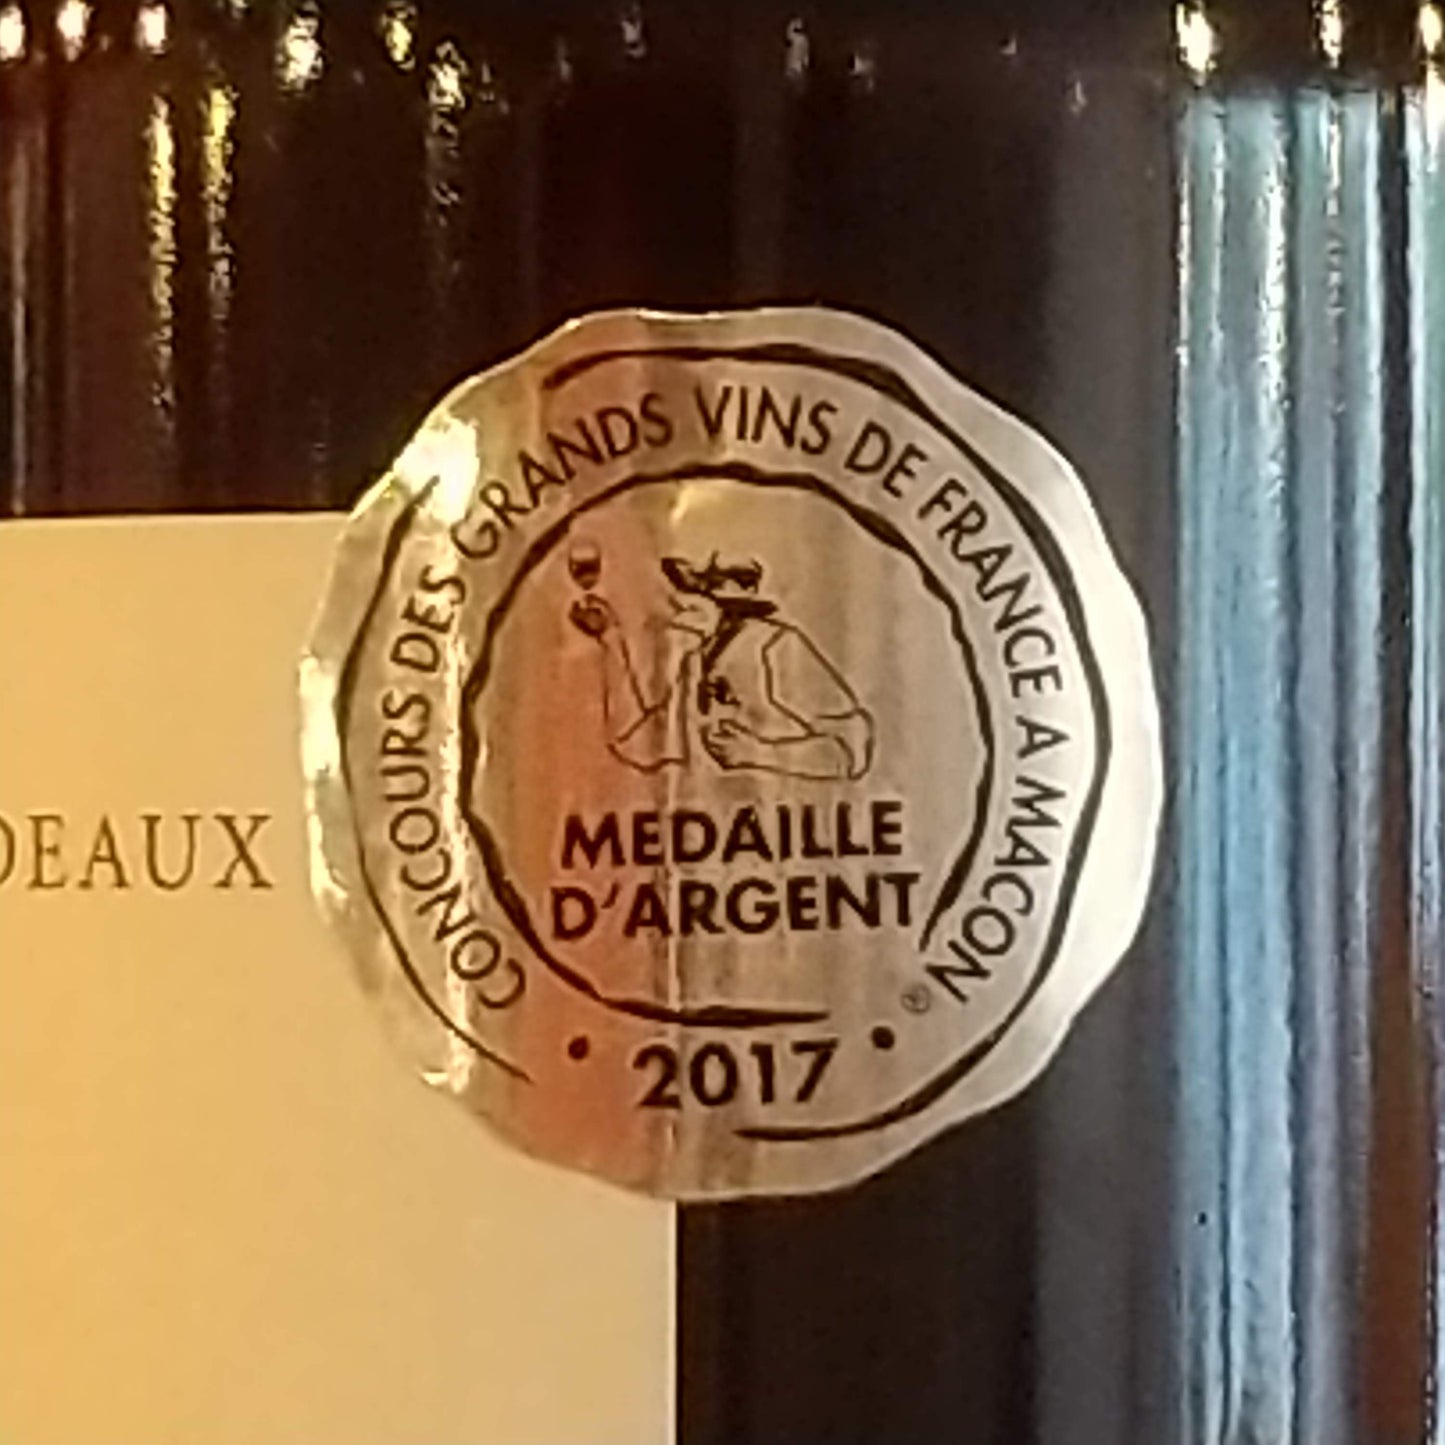 CONCOURS DES GRANDS VINS DE FRANCE A MACON
®
MEDAILLE
D'ARGENT
• 2017 •
DEAUX